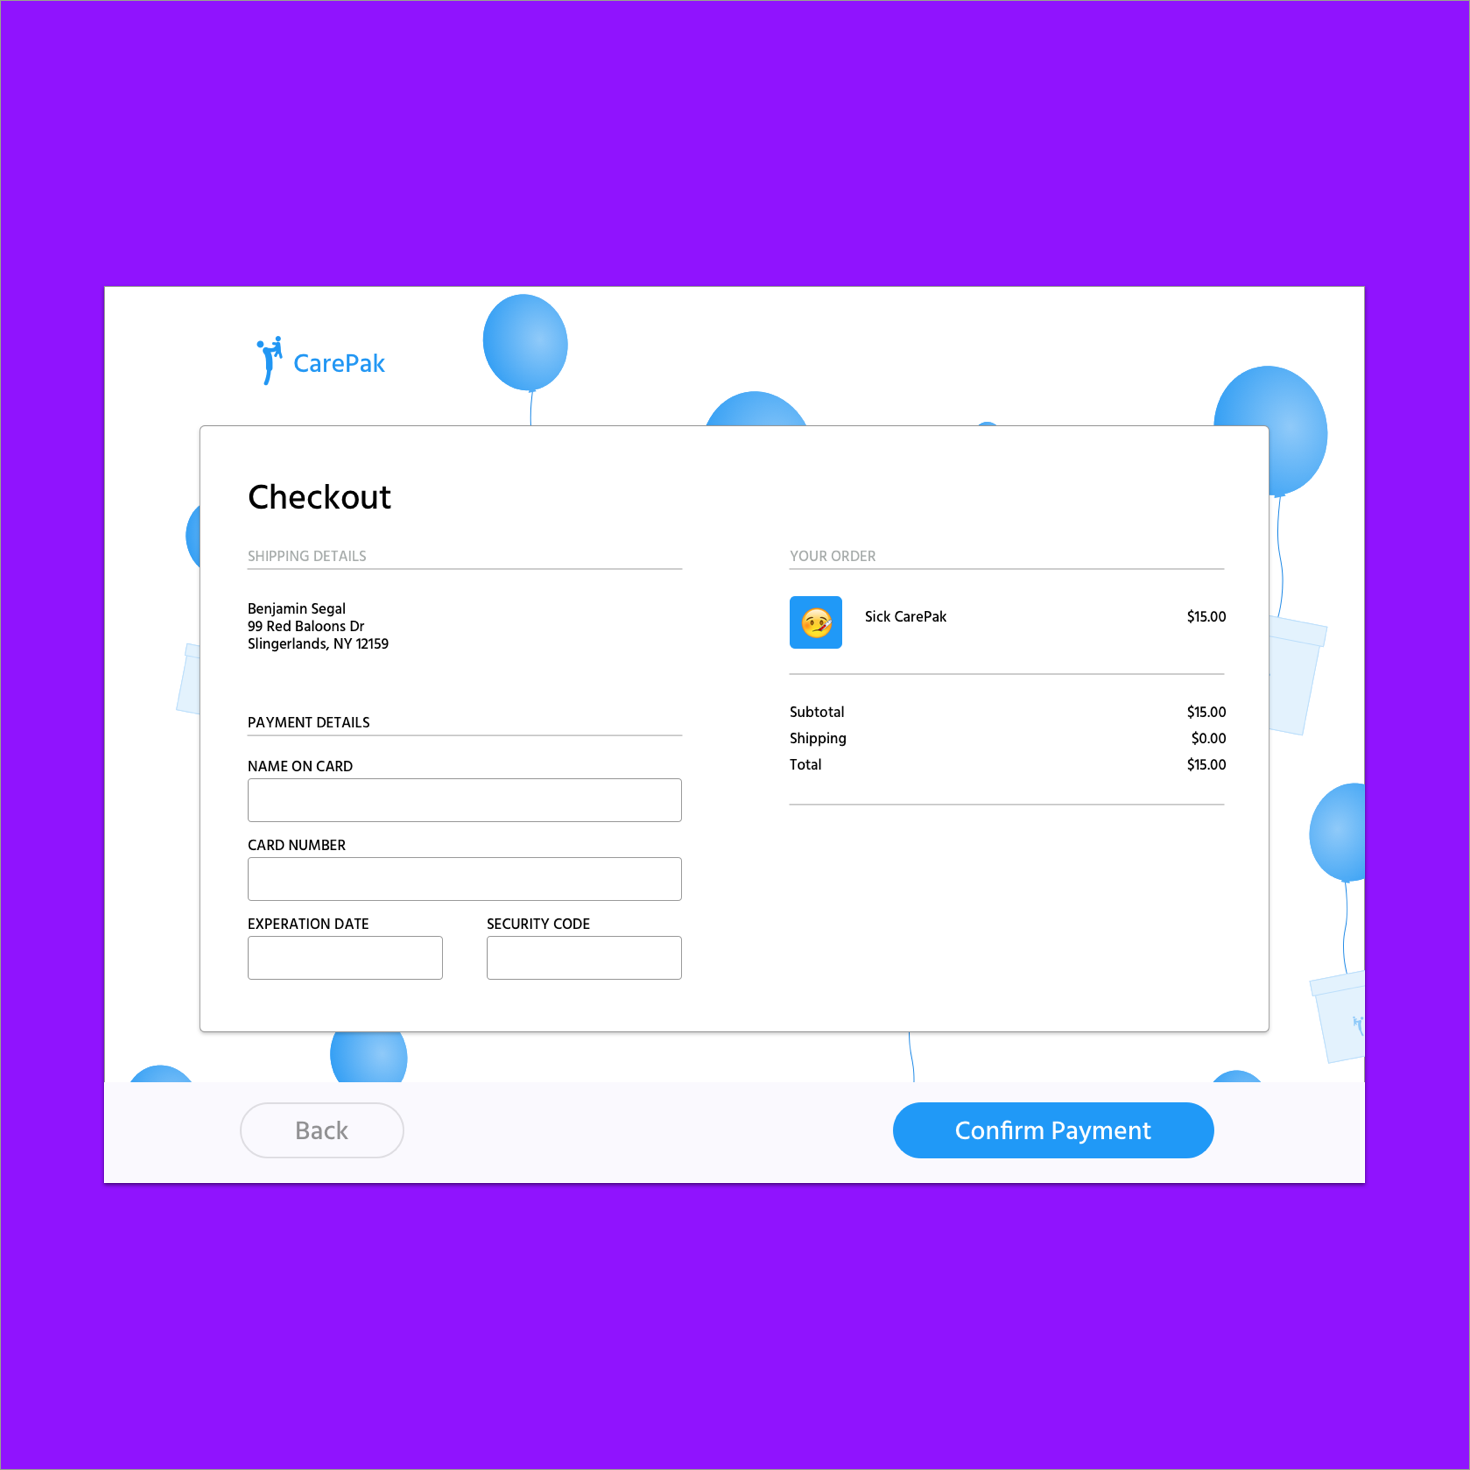 CarePak
Checkout
SHIPPING DETAILS
Benjamin Segal
99 Red Baloons Dr
Slingerlands, NY 12159
PAYMENT DETAILS
NAME ON CARD
CARD NUMBER
EXPERATION DATE
SECURITY CODE
YOUR ORDER
Sick CarePak $15.00
Subtotal $15.00
Shipping $0.00
Total $15.00
Back
Confirm Payment